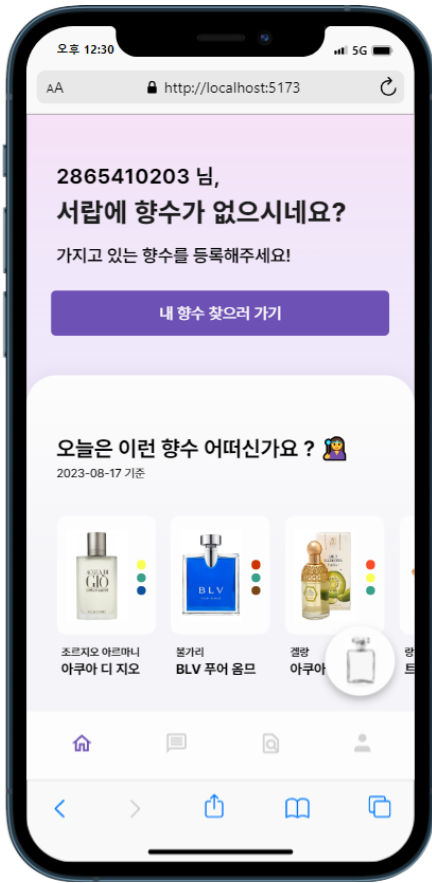 오후 12:30
5G
AA
http://localhost:5173
2865410203 님,
서랍에 향수가 없으시네요?
가지고 있는 향수를 등록해주세요!
내 향수 찾으러 가기
오늘은 이런 향수 어떠신가요 ?
2023-08-17 기준
GIÒ
BLV
조르지오 아르마니
불가리
겔랑
랑
아쿠아 디 지오
BLV 푸어 옴므
아쿠아
트